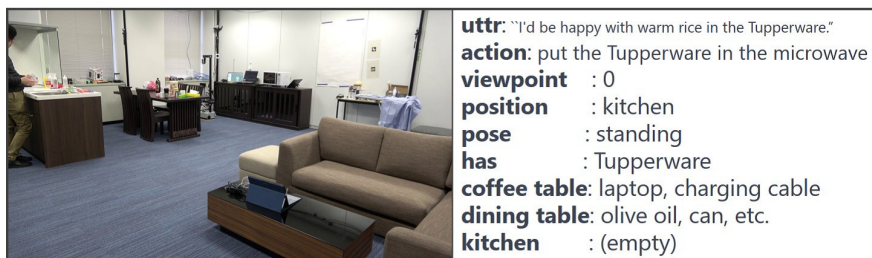 uttr: ``I'd be happy with warm rice in the Tupperware.”
action: put the Tupperware in the microwave
viewpoint : 0
position : kitchen
pose : standing
has : Tupperware
coffee table: laptop, charging cable
dining table: olive oil, can, etc.
kitchen : (empty)